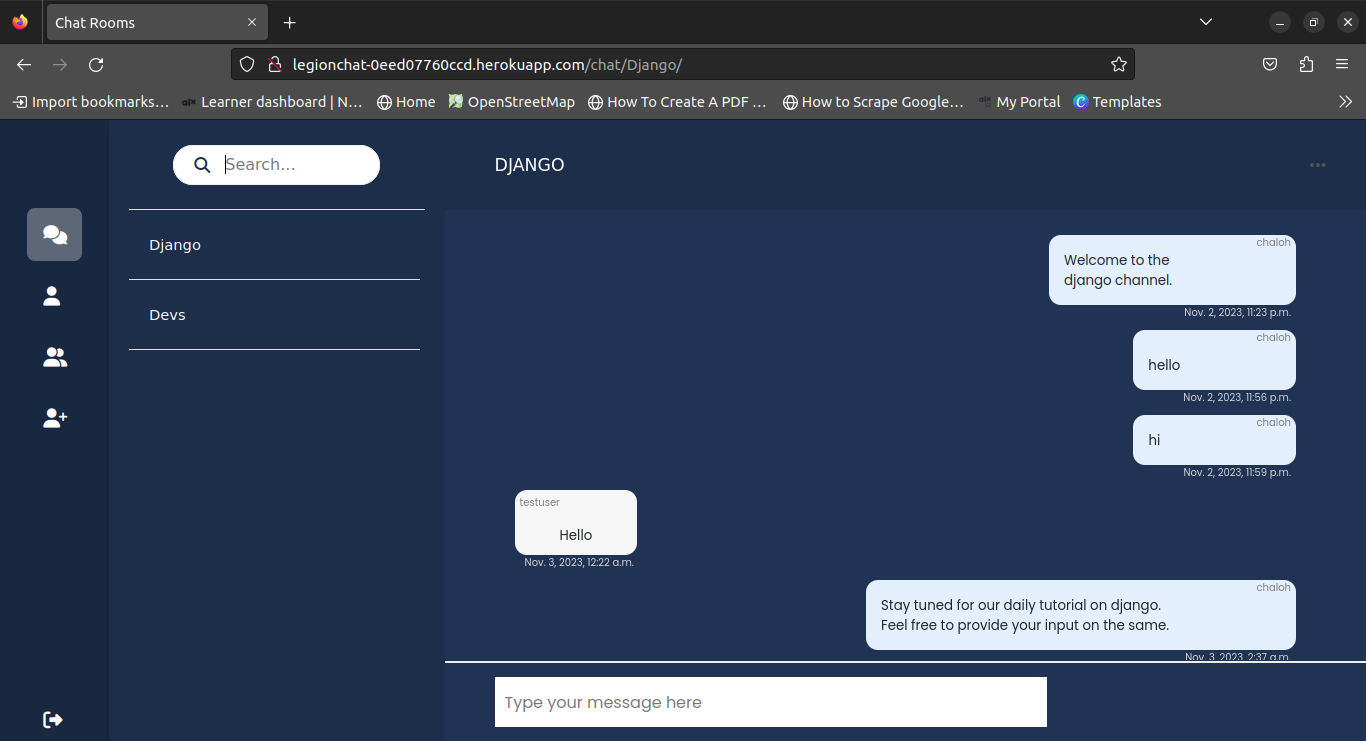 Chat Rooms
legionchat-0eed07760ccd.herokuapp.com/chat/Django/
Import bookmarks…
Learner dashboard | N…
Home
OpenStreetMap
How To Create A PDF …
How to Scrape Google…
My Portal
Templates
Search...
DJANGO
Django
Devs
chaloh
Welcome to the
django channel.
Nov. 2, 2023, 11:23 p.m.
chaloh
hello
Nov. 2, 2023, 11:56 p.m.
chaloh
hi
Nov. 2, 2023, 11:59 p.m.
testuser
Hello
Nov. 3, 2023, 12:22 a.m.
chaloh
Stay tuned for our daily tutorial on django.
Feel free to provide your input on the same.
Nov. 3, 2023, 2:37 a.m.
Type your message here